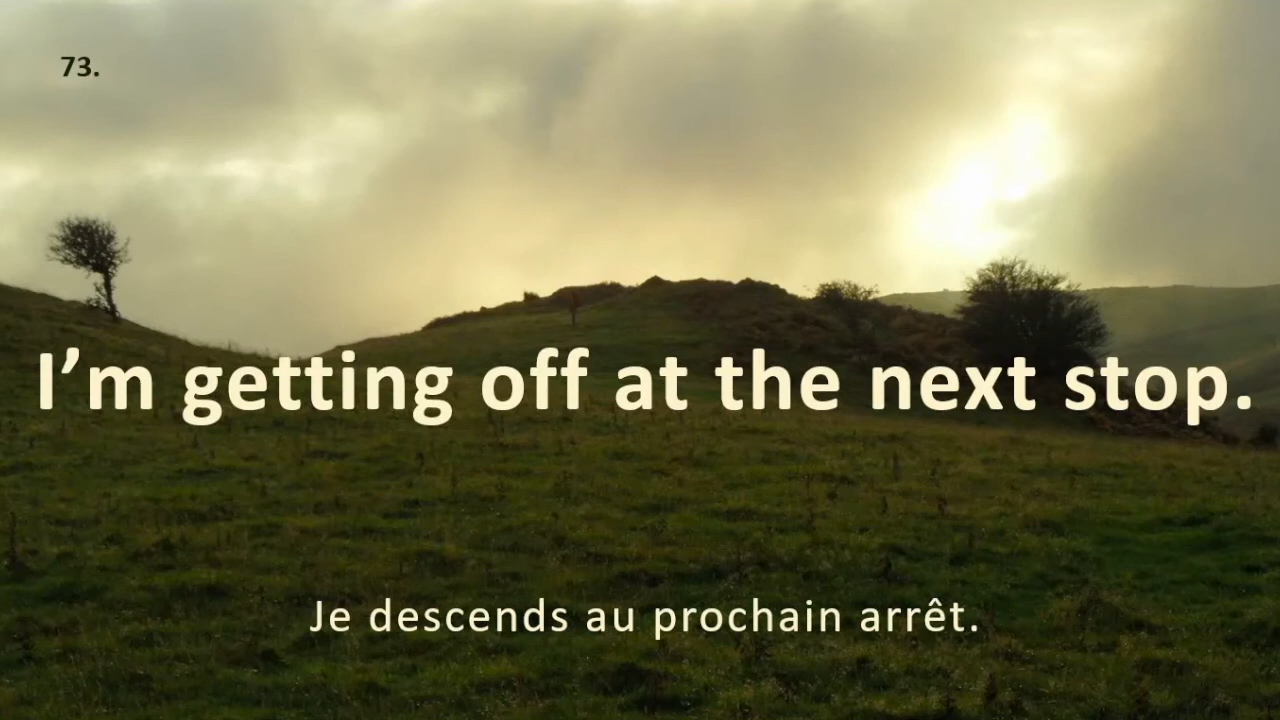 73.
I’m getting off at the next stop.
Je descends au prochain arrêt.